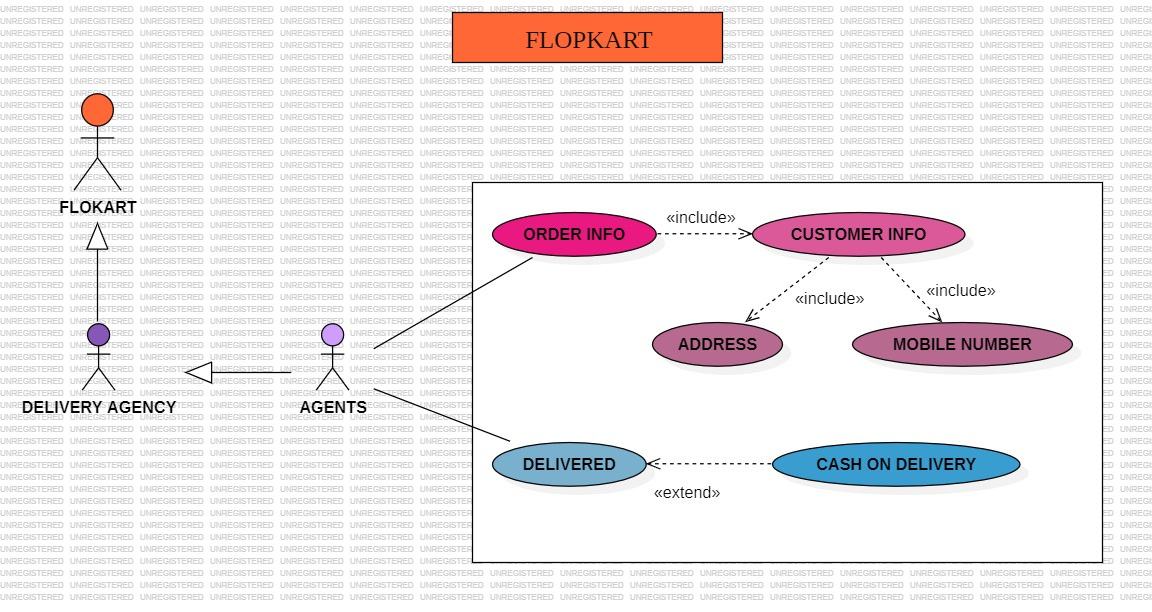 FLOPKART
FLOKART
ORDER INFO
«include»
CUSTOMER INFO
«include»
«include»
ADDRESS
MOBILE NUMBER
DELIVERY AGENCY
AGENTS
DELIVERED
CASH ON DELIVERY
«extend»
UNREGISTERED